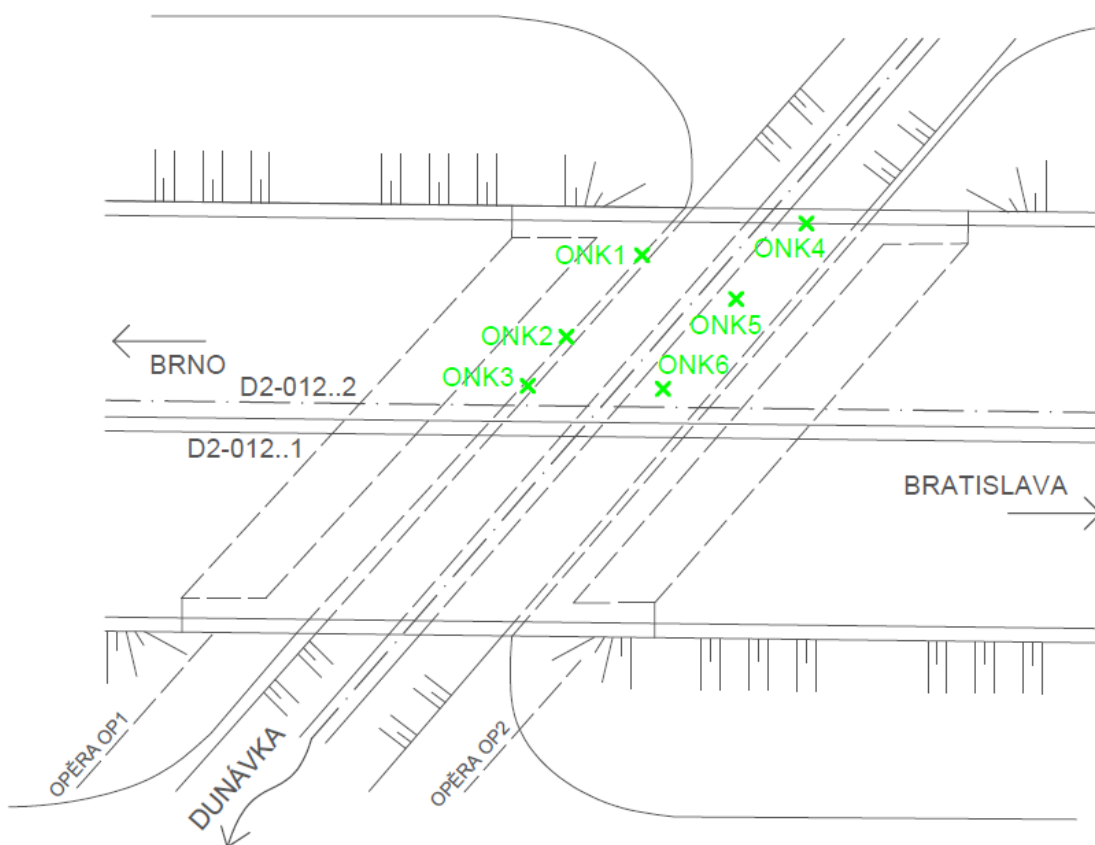 ONK1
ONK4
ONK2
ONK5
BRNO
ONK3
ONK6
D2-012..2
D2-012..1
BRATISLAVA
OPĚRA OP1
DUNÁVKA
OPĚRA OP2